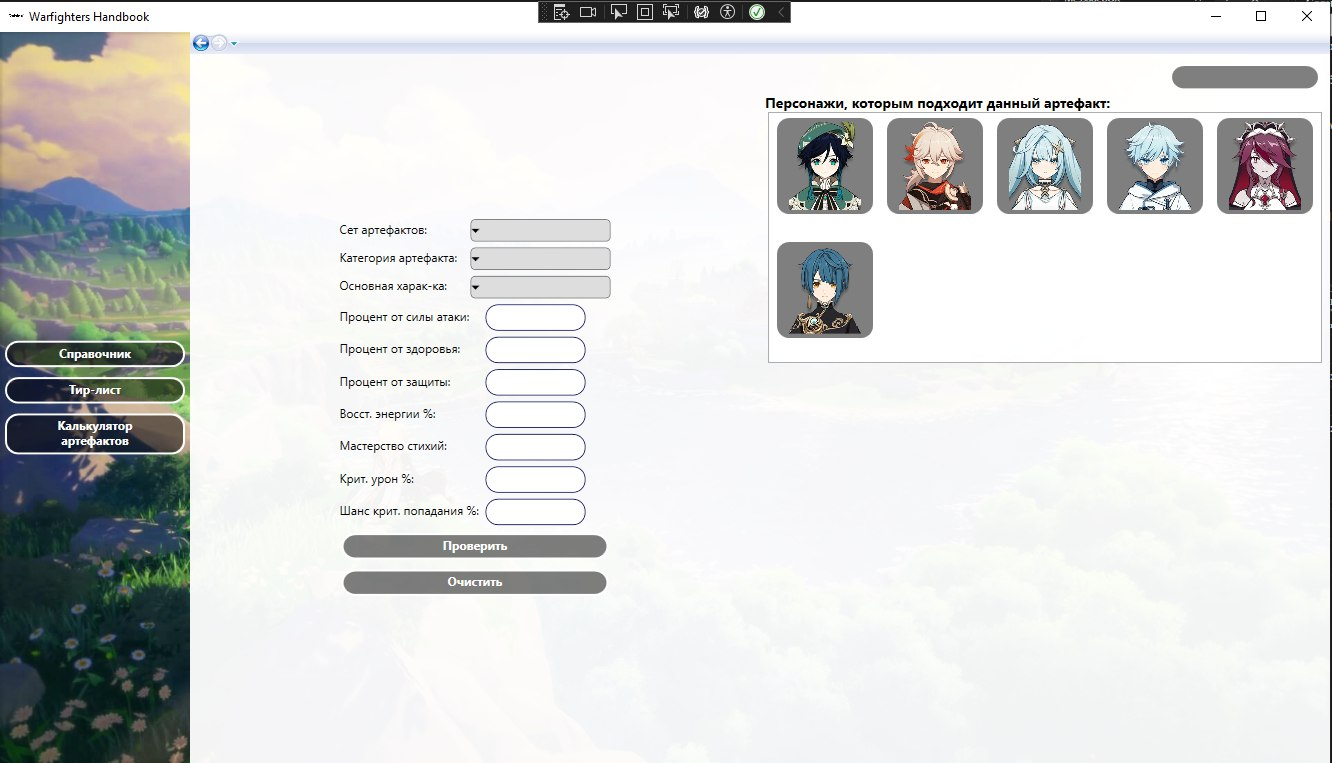 Warfighters Handbook
Справочник
Тир-лист
Калькулятор
артефактов
Сет артефактов:
Категория артефакта:
Основная харак-ка:
Процент от силы атаки:
Процент от здоровья:
Процент от защиты:
Восст. энергии %:
Мастерство стихий:
Крит. урон %:
Шанс крит. попадания %:
Проверить
Очистить
Персонажи, которым подходит данный артефакт: